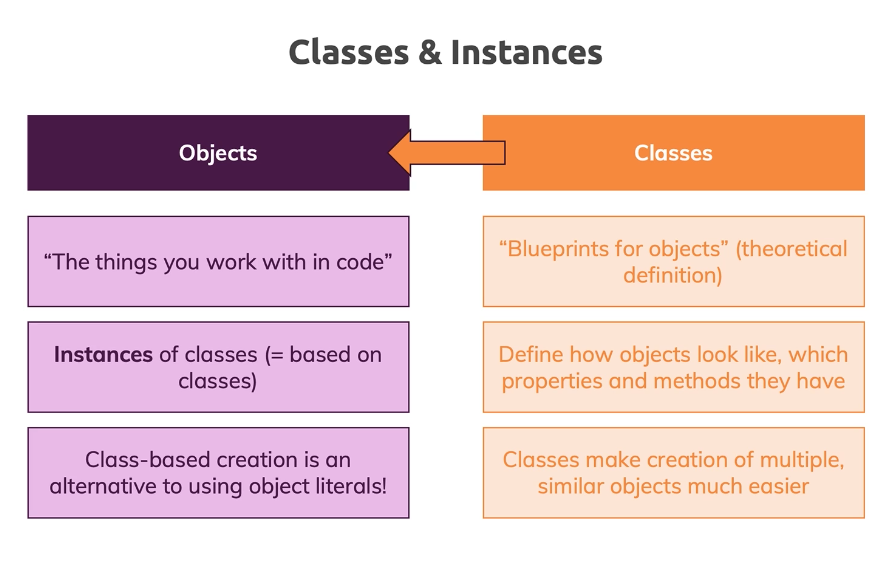 Classes & Instances
Objects
Classes
“The things you work with in code”
“Blueprints for objects” (theoretical
definition)
Instances of classes (= based on
classes)
Define how objects look like, which
properties and methods they have
Class-based creation is an
alternative to using object literals!
Classes make creation of multiple,
similar objects much easier